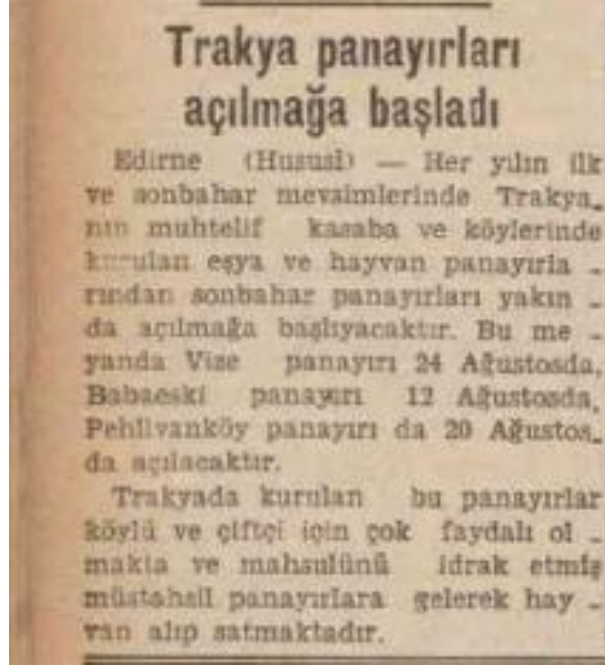 Trakya panayırları
açılmağa başladı
Edirne (Hususî) — Her yılın ilk
ve sonbahar mevsimlerinde Trakya-
nın muhtelif kasaba ve köylerinde
kurulan eşya ve hayvan panayırla -
rından sonbahar panayırları yakın -
da açılmağa başlıyacaktır. Bu me -
yanda Vize panayırı 24 Ağustosda,
Babaeski panayırı 12 Ağustosda,
Pehlivanköy panayırı da 20 Ağustos-
da açılacaktır.
Trakyada kurulan bu panayırlar
köylü ve çiftçi için çok faydalı ol -
makta ve mahsulünü idrak etmiş
müstahsil panayırlara gelerek hay -
van alıp satmaktadır.